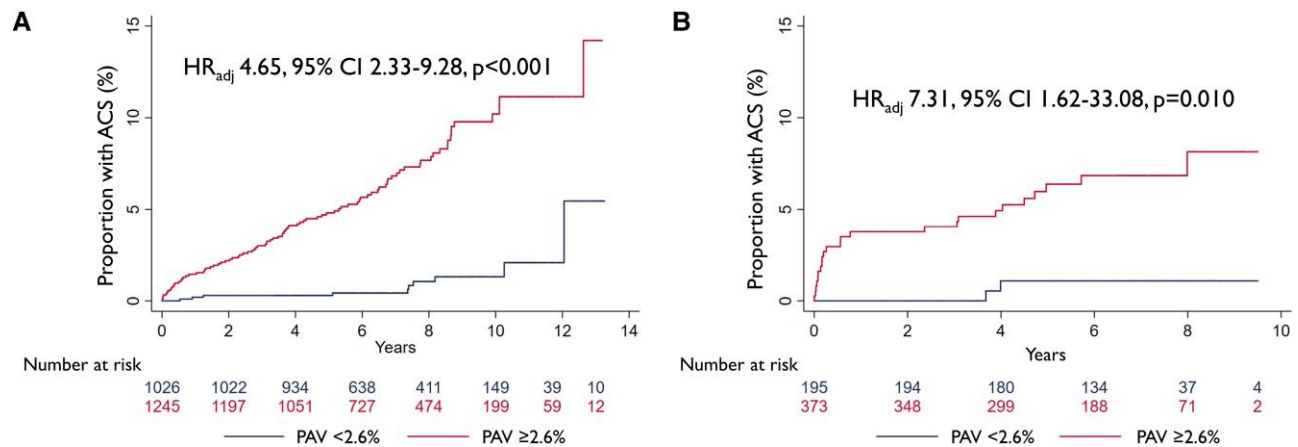 A
15
10
5
0
Proportion with ACS (%)
HRadj 4.65, 95% CI 2.33-9.28, p<0.001
0 2 4 6 8 10 12 14
Years
Number at risk
1026 1022 934 638 411 149 39 10
1245 1197 1051 727 474 199 59 12
PAV <2.6% PAV ≥2.6%
B
15
10
5
0
Proportion with ACS (%)
HRadj 7.31, 95% CI 1.62-33.08, p=0.010
0 2 4 6 8 10
Years
Number at risk
195 194 180 134 37 4
373 348 299 188 71 2
PAV <2.6% PAV ≥2.6%